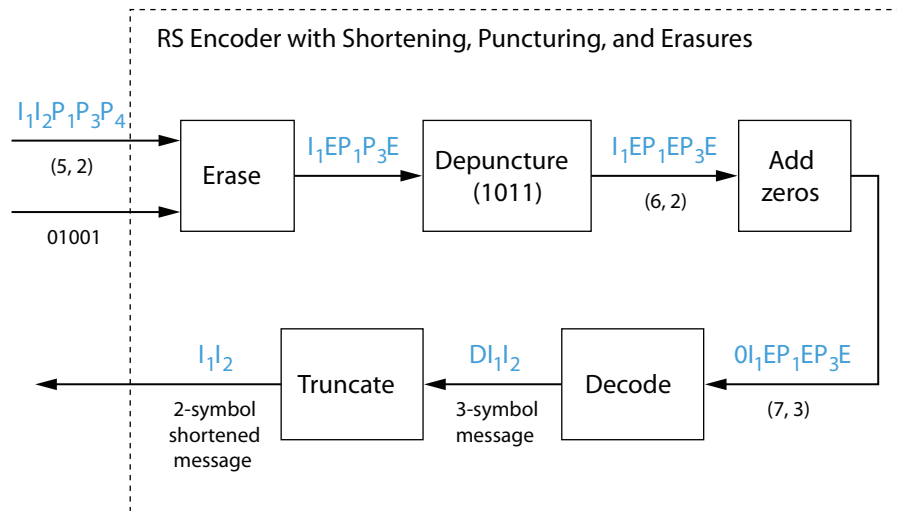 RS Encoder with Shortening, Puncturing, and Erasures
I₁I₂P₁P₃P₄
(5, 2)
01001
Erase
I₁EP₁P₃E
Depuncture
(1011)
I₁EP₁EP₃E
(6, 2)
Add
zeros
0I₁EP₁EP₃E
(7, 3)
Decode
DI₁I₂
3-symbol
message
Truncate
I₁I₂
2-symbol
shortened
message